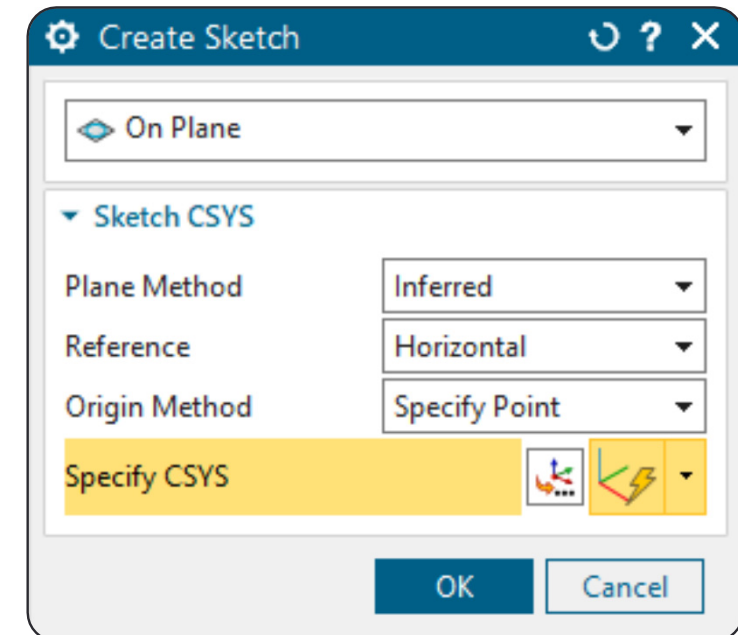 Create Sketch ?
On Plane
Sketch CSYS
Plane Method Inferred
Reference Horizontal
Origin Method Specify Point
Specify CSYS
OK Cancel